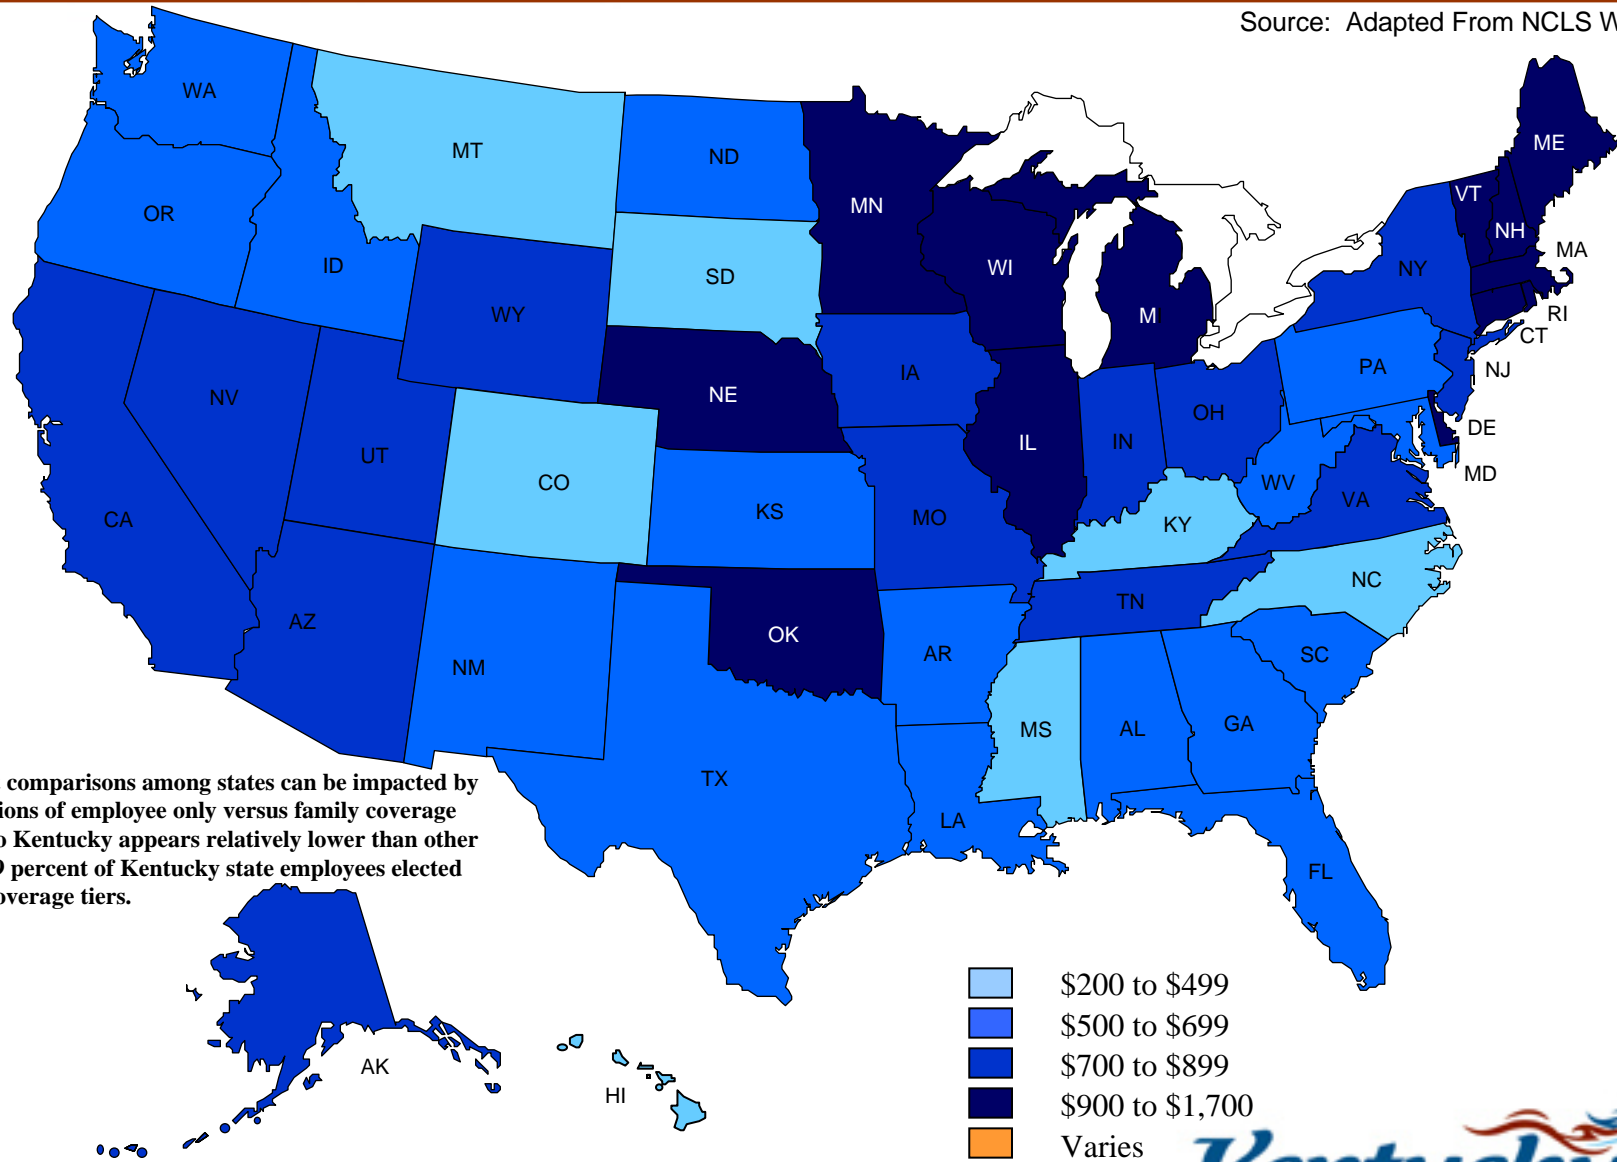 Source: Adapted From NCLS W
WA
MT
ND
MN
ME
VT
NH
MA
OR
ID
SD
WI
NY
WY
M
RI
CT
IA
PA
NJ
NV
NE
OH
DE
UT
IL
IN
MD
CO
WV
CA
KS
MO
VA
KY
NC
AZ
TN
OK
AR
SC
NM
MS
AL
GA
TX
LA
FL
comparisons among states can be impacted by
ions of employee only versus family coverage
o Kentucky appears relatively lower than other
percent of Kentucky state employees elected
overage tiers.
AK
HI
$200 to $499
$500 to $699
$700 to $899
$900 to $1,700
Varies